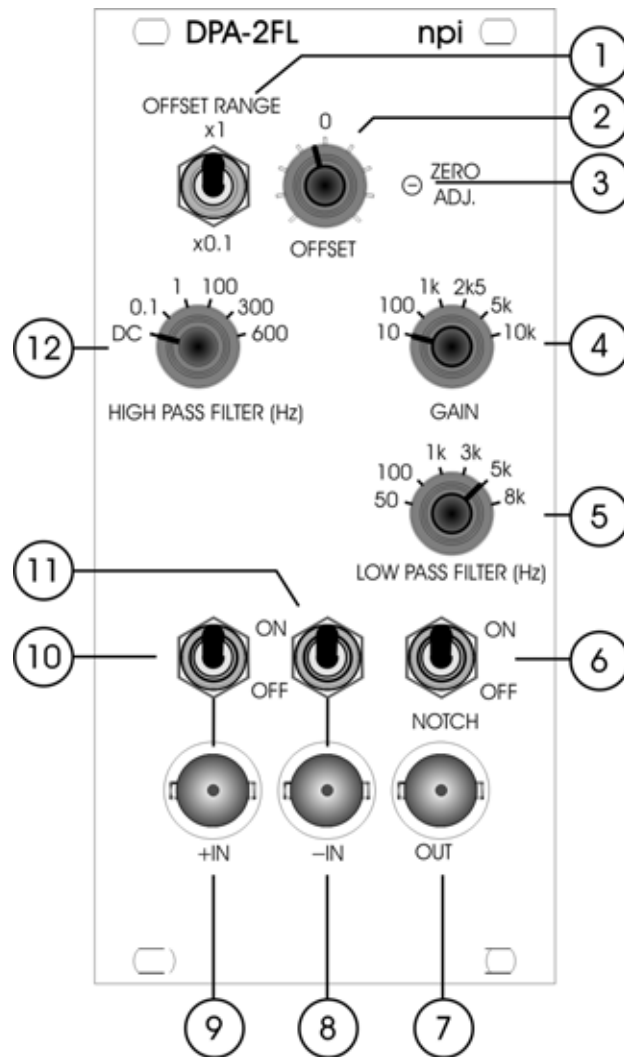 DPA-2FL npi
1
OFFSET RANGE
x1
0
2
ZERO
ADJ.
3
x0.1
OFFSET
DC 0.1 1 100 300 600
10 100 1k 2k5 5k 10k
12
4
HIGH PASS FILTER (Hz)
GAIN
50 100 1k 3k 5k 8k
5
LOW PASS FILTER (Hz)
11
ON
ON
10
6
OFF
OFF
NOTCH
+IN
-IN
OUT
9
8
7